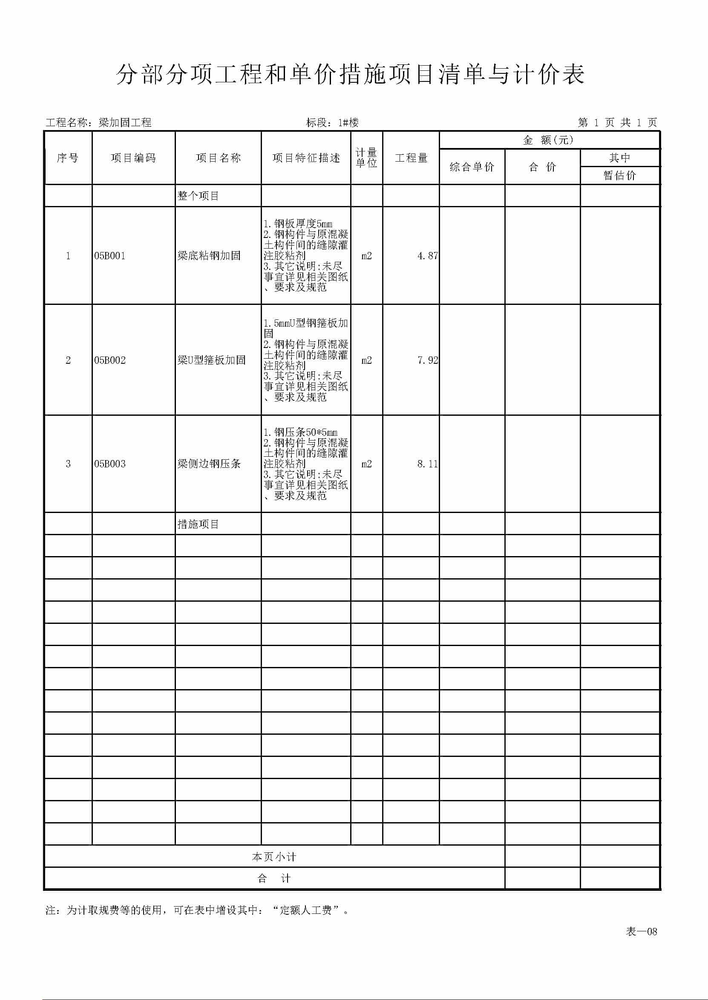 分部分项工程和单价措施项目清单与计价表
工程名称：梁加固工程 标段：1#楼 第 1 页 共 1 页
序号 项目编码 项目名称 项目特征描述 计量单位 工程量 金 额(元)
综合单价 合 价 其中
暂估价
整个项目
1 05B001 梁底粘钢加固
1.钢板厚度5mm
2.钢构件与原混凝
土构件间的缝隙灌
注胶粘剂
3.其它说明:未尽
事宜详见相关图纸
、要求及规范
m2 4.87
2 05B002 梁U型箍板加固
1.5mmU型钢箍板加
固
2.钢构件与原混凝
土构件间的缝隙灌
注胶粘剂
3.其它说明:未尽
事宜详见相关图纸
、要求及规范
m2 7.92
3 05B003 梁侧边钢压条
1.钢压条50*5mm
2.钢构件与原混凝
土构件间的缝隙灌
注胶粘剂
3.其它说明:未尽
事宜详见相关图纸
、要求及规范
m2 8.11
措施项目
本页小计
合 计
注：为计取规费等的使用，可在表中增设其中：“定额人工费”。
表—08